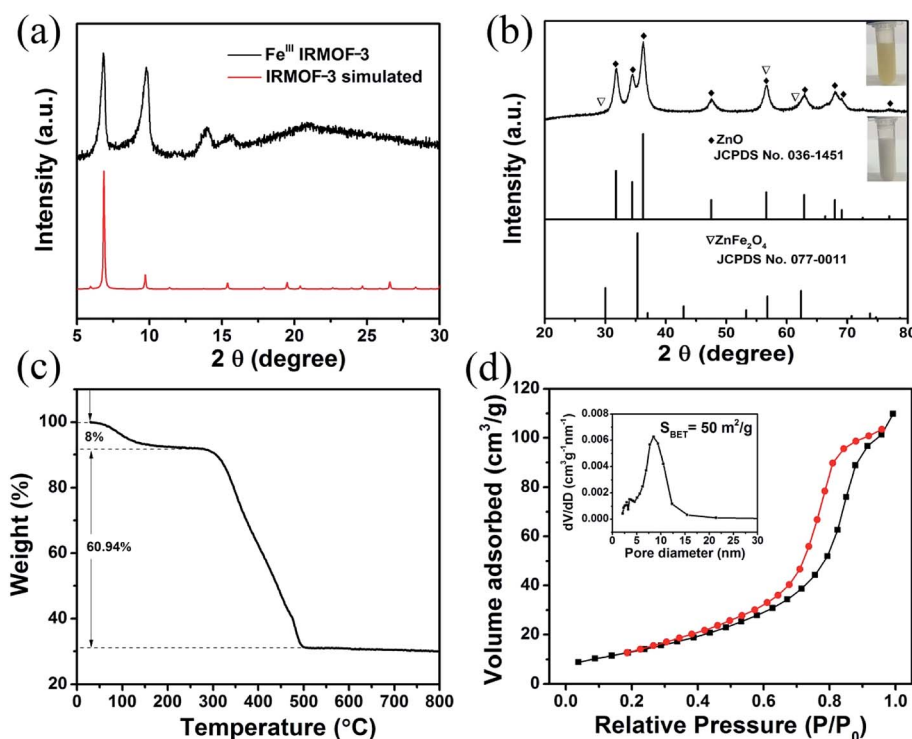 (a)
Fe^III IRMOF-3
IRMOF-3 simulated
Intensity (a.u.)
5 10 15 20 25 30
2 θ (degree)
(b)
ZnO
JCPDS No. 036-1451
▽ZnFe₂O₄
JCPDS No. 077-0011
Intensity (a.u.)
20 30 40 50 60 70 80
2 θ (degree)
(c)
100
80
60
40
20
8%
60.94%
Weight (%)
0 100 200 300 400 500 600 700 800
Temperature (°C)
(d)
120
100
80
60
40
20
0
Volume adsorbed (cm³/g)
0.008
0.006
0.004
0.002
0.000
dV/dD (cm³g⁻¹nm⁻¹)
S_BET= 50 m²/g
0 5 10 15 20 25 30
Pore diameter (nm)
0.0 0.2 0.4 0.6 0.8 1.0
Relative Pressure (P/P₀)